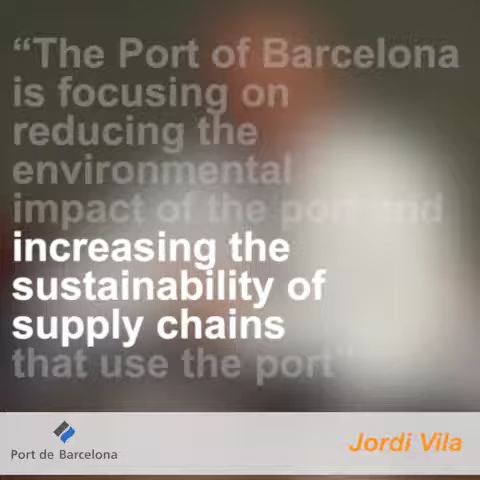 “The Port of Barcelona
is focusing on
reducing the
environmental
impact of the port and
increasing the
sustainability of
supply chains
that use the port”
Port de Barcelona
Jordi Vila